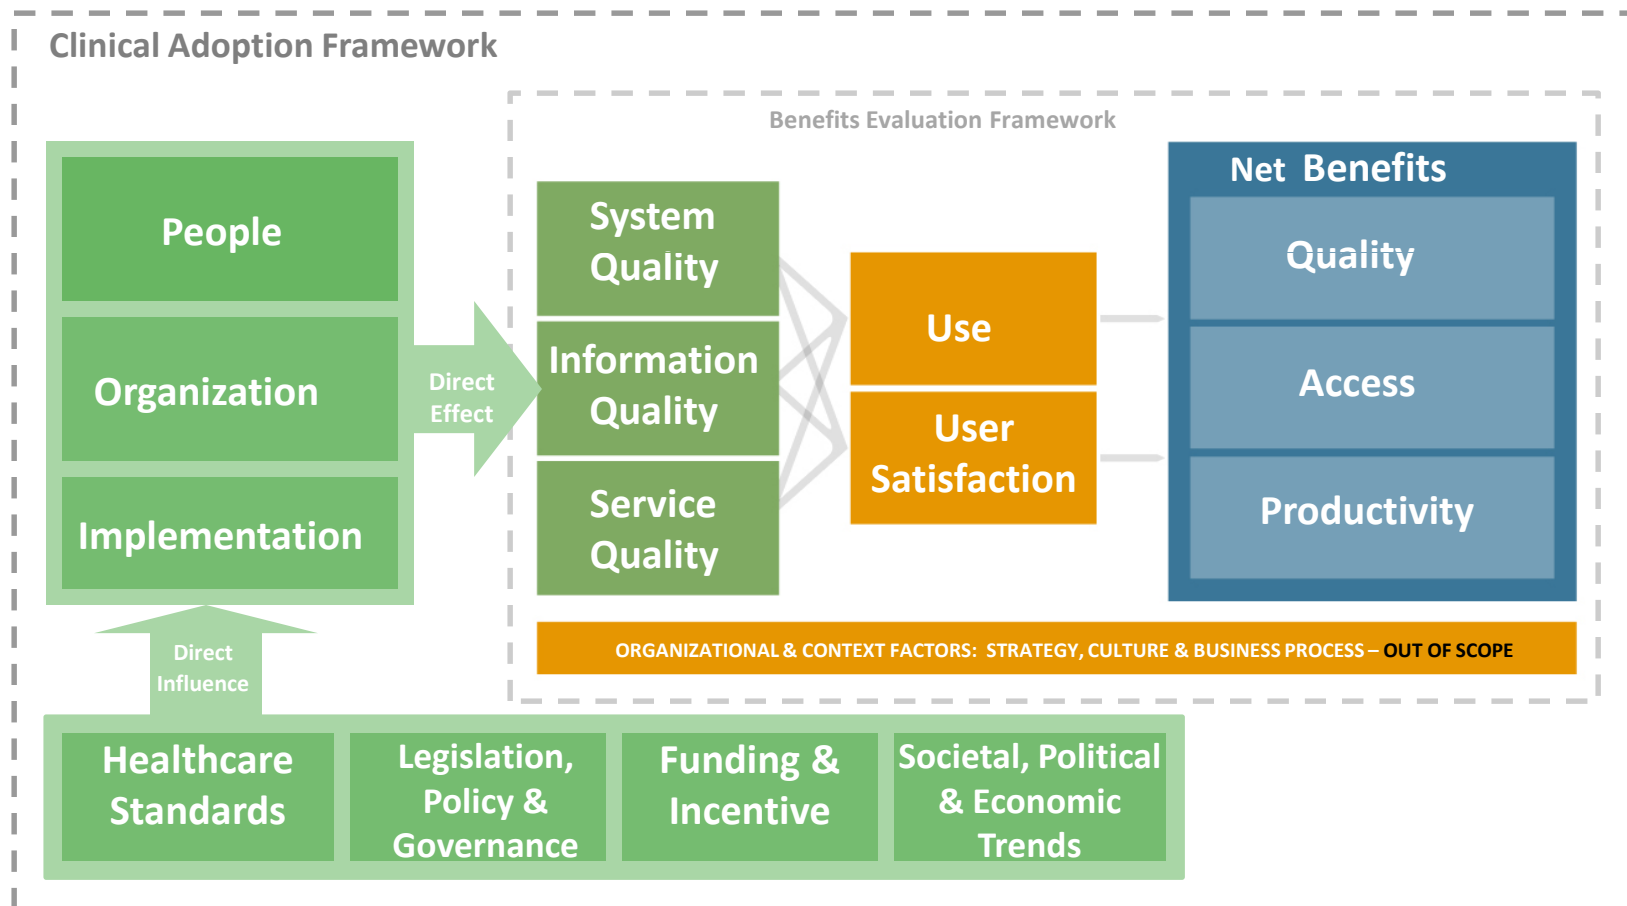 Clinical Adoption Framework
Benefits Evaluation Framework
People
Organization
Implementation
Direct
Effect
System
Quality
Information
Quality
Service
Quality
Use
User
Satisfaction
Net Benefits
Quality
Access
Productivity
ORGANIZATIONAL & CONTEXT FACTORS: STRATEGY, CULTURE & BUSINESS PROCESS – OUT OF SCOPE
Direct
Influence
Healthcare
Standards
Legislation,
Policy &
Governance
Funding &
Incentive
Societal, Political
& Economic
Trends